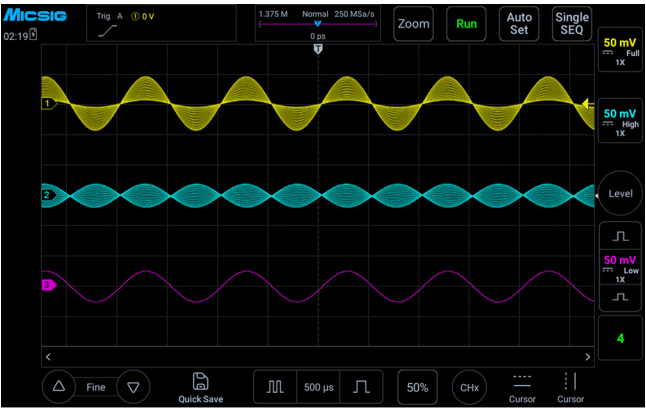 Micsig
02:19
Trig A ① 0 V
1.375 M Normal 250 MSa/s
0 ps
T
Zoom
Run
Auto
Set
Single
SEQ
50 mV
Full
1X
1
50 mV
High
1X
2
Level
3
50 mV
Low
1X
4
Fine
Quick Save
500 µs
50%
CHx
Cursor
Cursor